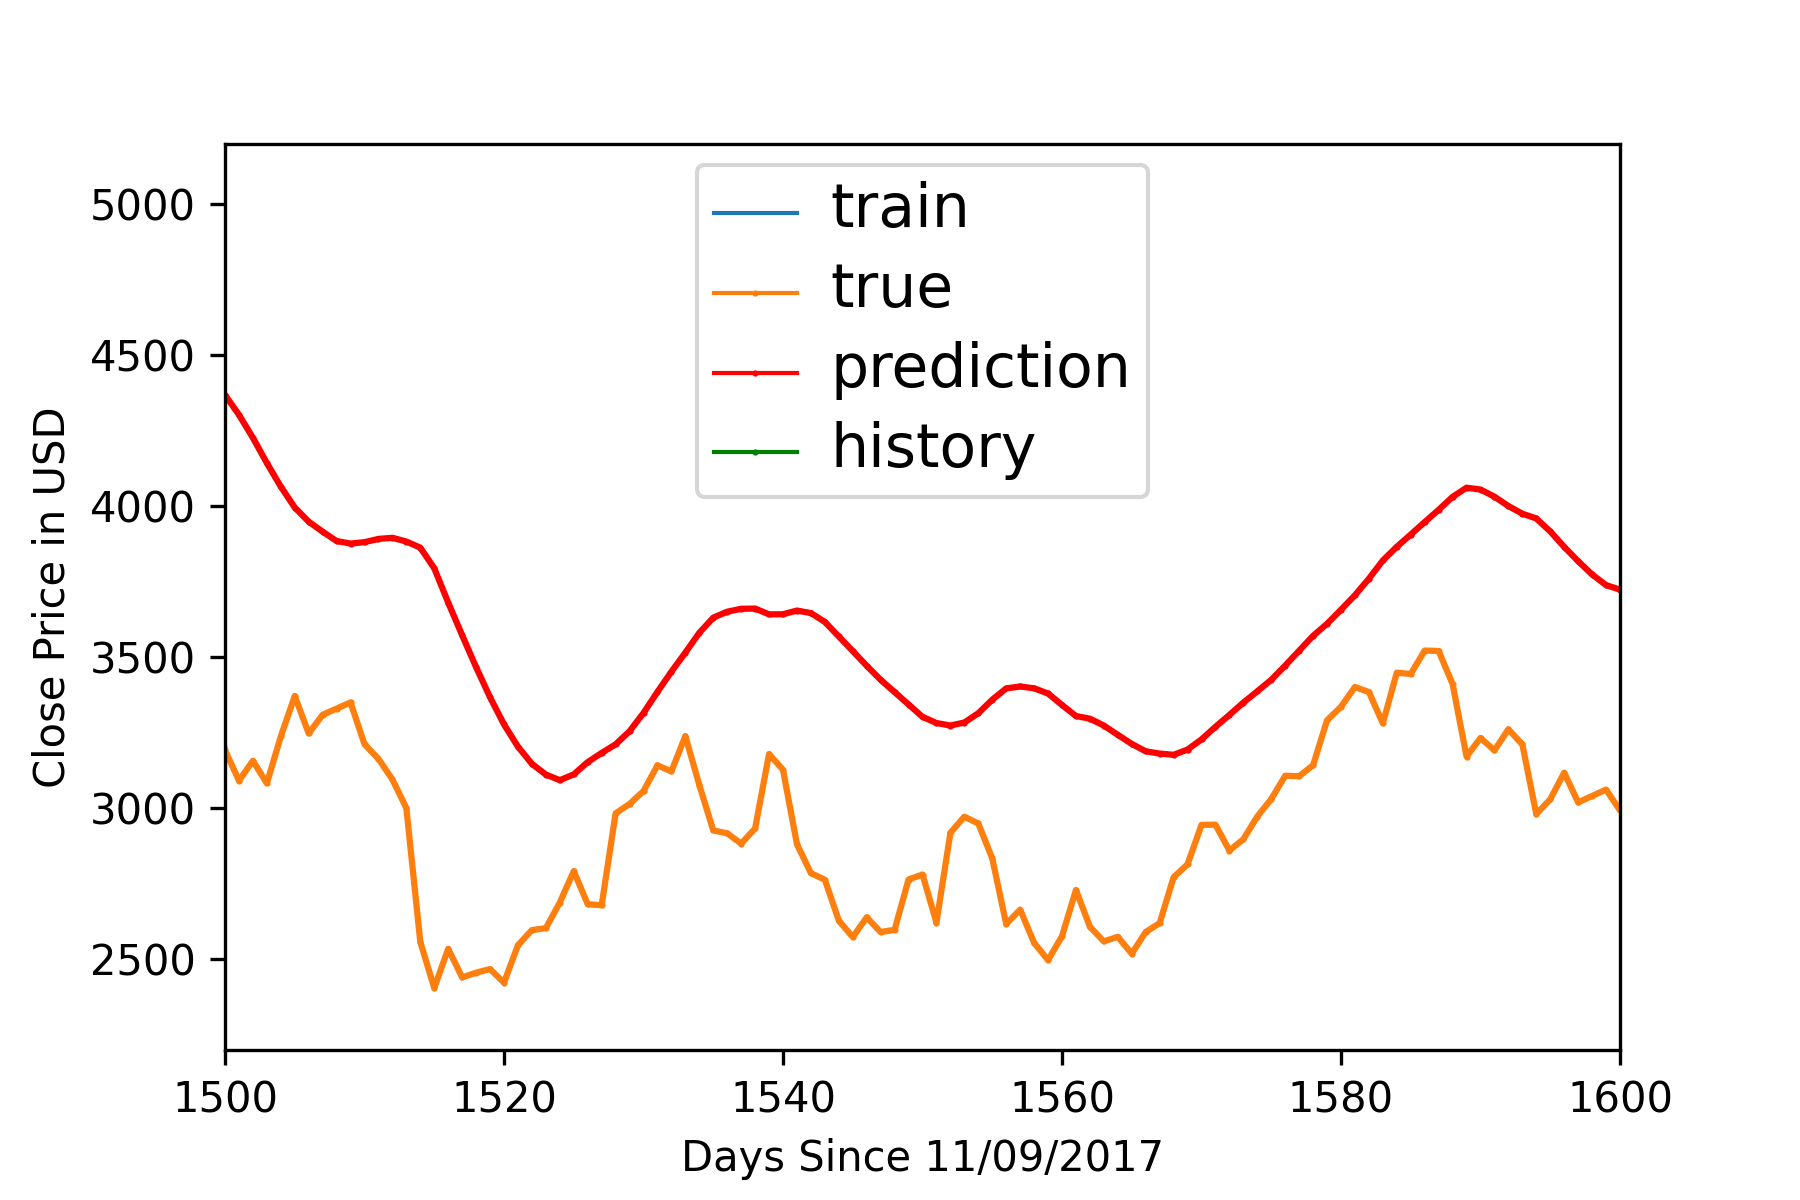 train
true
prediction
history
5000
4500
4000
3500
3000
2500
Close Price in USD
1500 1520 1540 1560 1580 1600
Days Since 11/09/2017